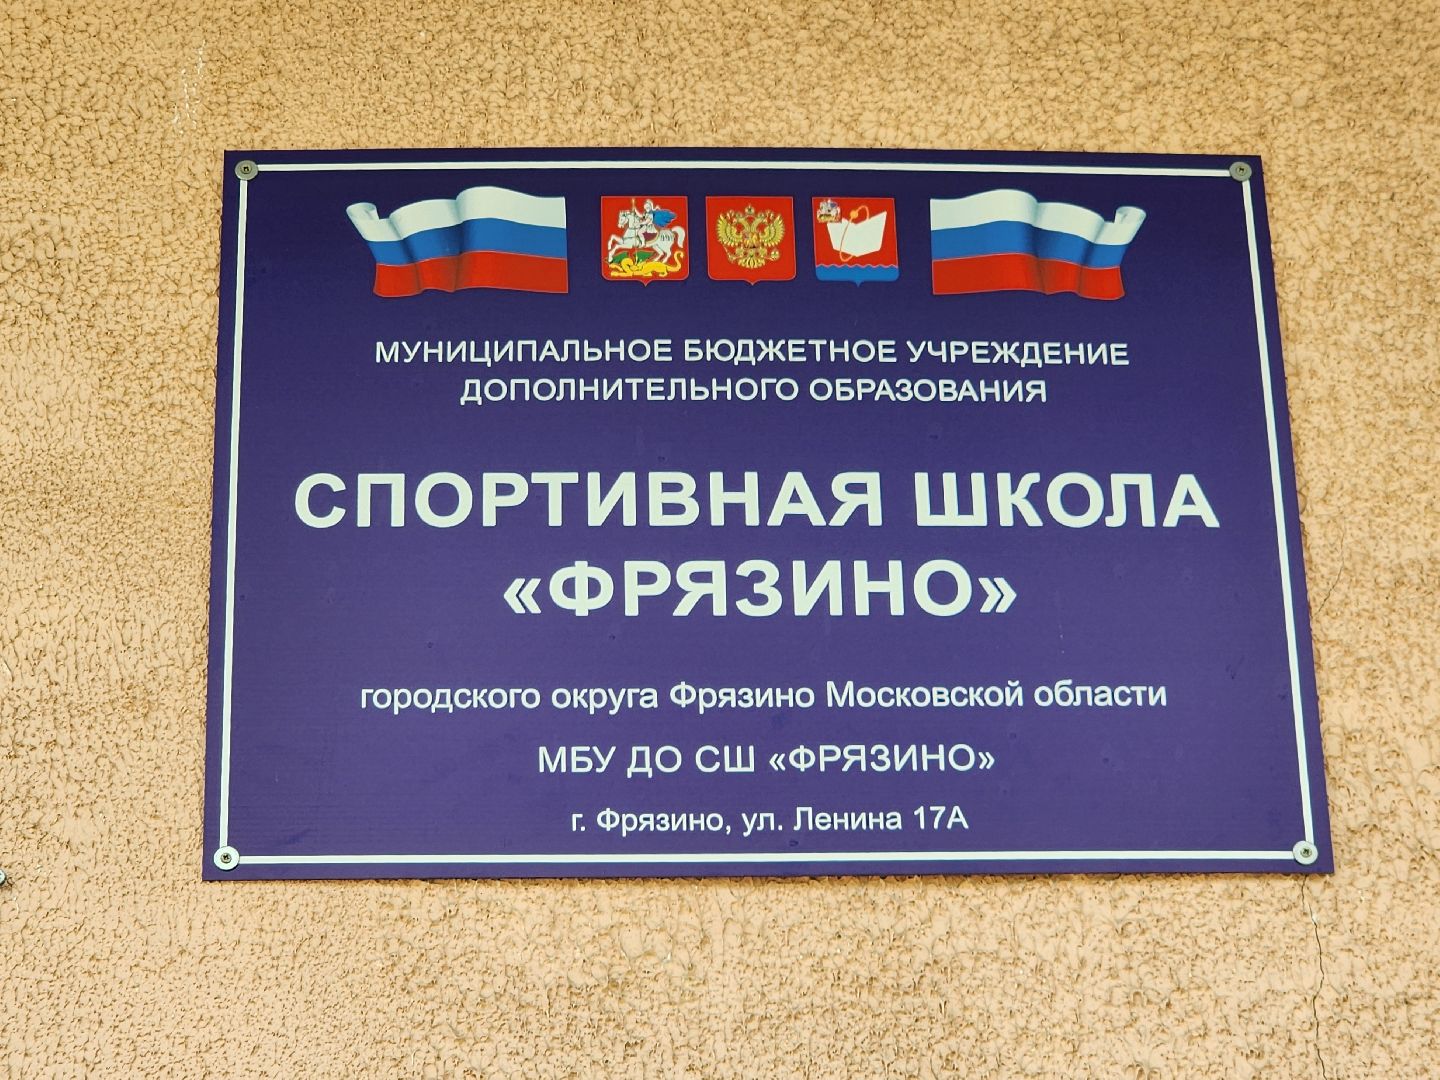 МУНИЦИПАЛЬНОЕ БЮДЖЕТНОЕ УЧРЕЖДЕНИЕ
ДОПОЛНИТЕЛЬНОГО ОБРАЗОВАНИЯ
СПОРТИВНАЯ ШКОЛА
«ФРЯЗИНО»
городского округа Фрязино Московской области
МБУ ДО СШ «ФРЯЗИНО»
г. Фрязино, ул. Ленина 17А